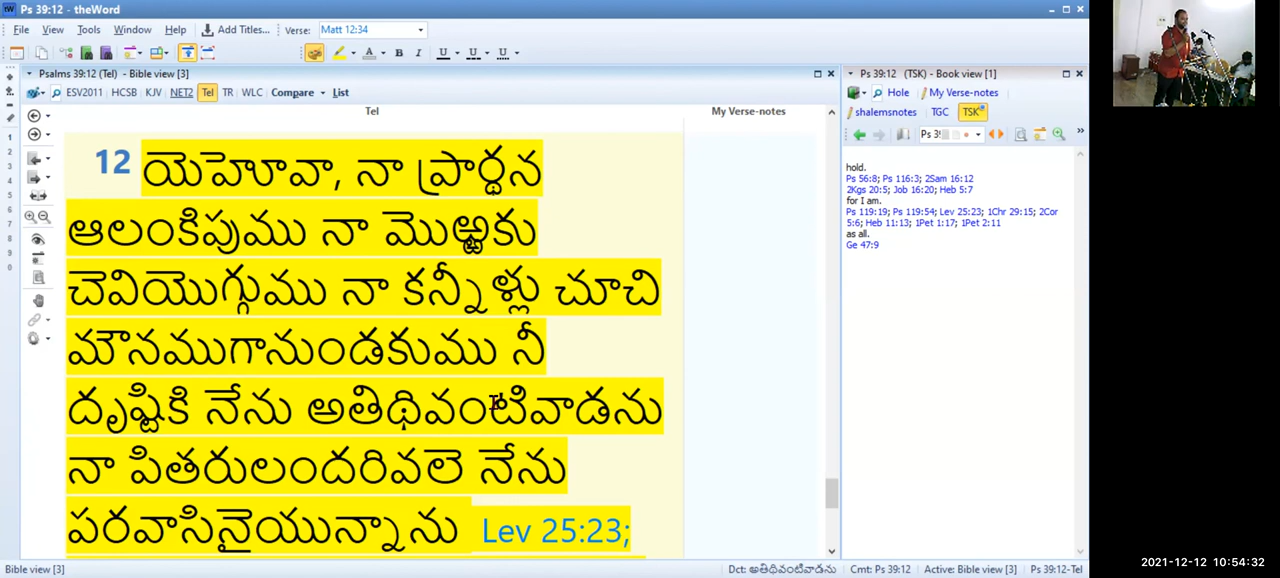 Ps 39:12 - theWord
File View Tools Window Help Add Titles... Verse: Matt 12:34
Psalms 39:12 (Tel) - Bible view [3]
ESV2011 HCSB KJV NET2 Tel TR WLC Compare List
Tel My Verse-notes
12 యెహోవా, నా ప్రార్థన
ఆలంకిపుము నా మొఱ్ఱకు
చెవియొగ్గుము నా కన్నీళ్లు చూచి
మౌనముగానుండకుము నీ
దృష్టికి నేను అతిథివంటివాడను
నా పితరులందరివలె నేను
పరవాసినైయున్నాను Lev 25:23;
Ps 39:12 (TSK) - Book view [1]
Hole My Verse-notes
shalemsnotes TGC TSK
hold.
Ps 56:8; Ps 116:3; 2Sam 16:12
2Kgs 20:5; Job 16:20; Heb 5:7
for I am.
Ps 119:19; Ps 119:54; Lev 25:23; 1Chr 29:15; 2Cor
5:6; Heb 11:13; 1Pet 1:17; 1Pet 2:11
as all.
Ge 47:9
Bible view [3] Dct: అతిథివంటివాడను Cmt: Ps 39:12 Active: Bible view [3] Ps 39:12-Tel
2021-12-12 10:54:32